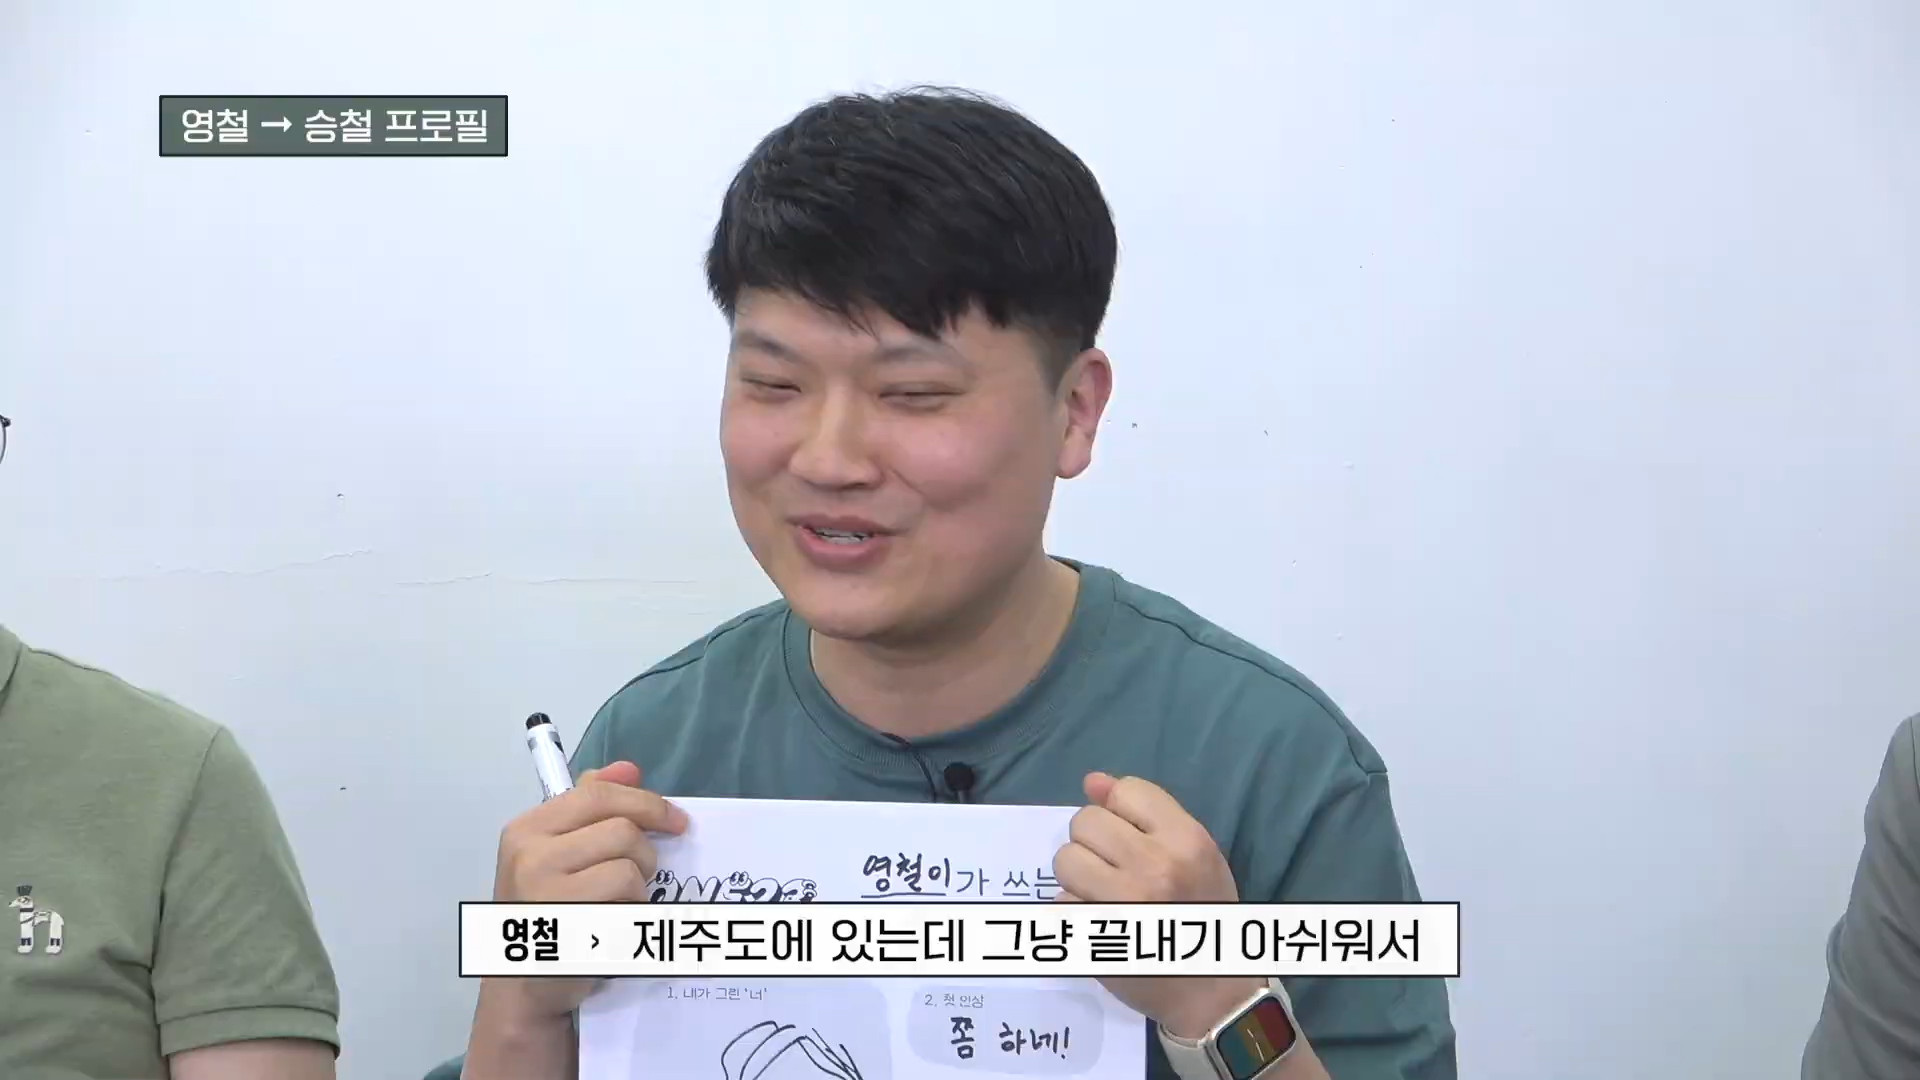 영철 → 승철 프로필
영철이가 쓰는
영철 › 제주도에 있는데 그냥 끝내기 아쉬워서
1. 내가 그린 '너'
2. 첫 인상
쫌 하네!